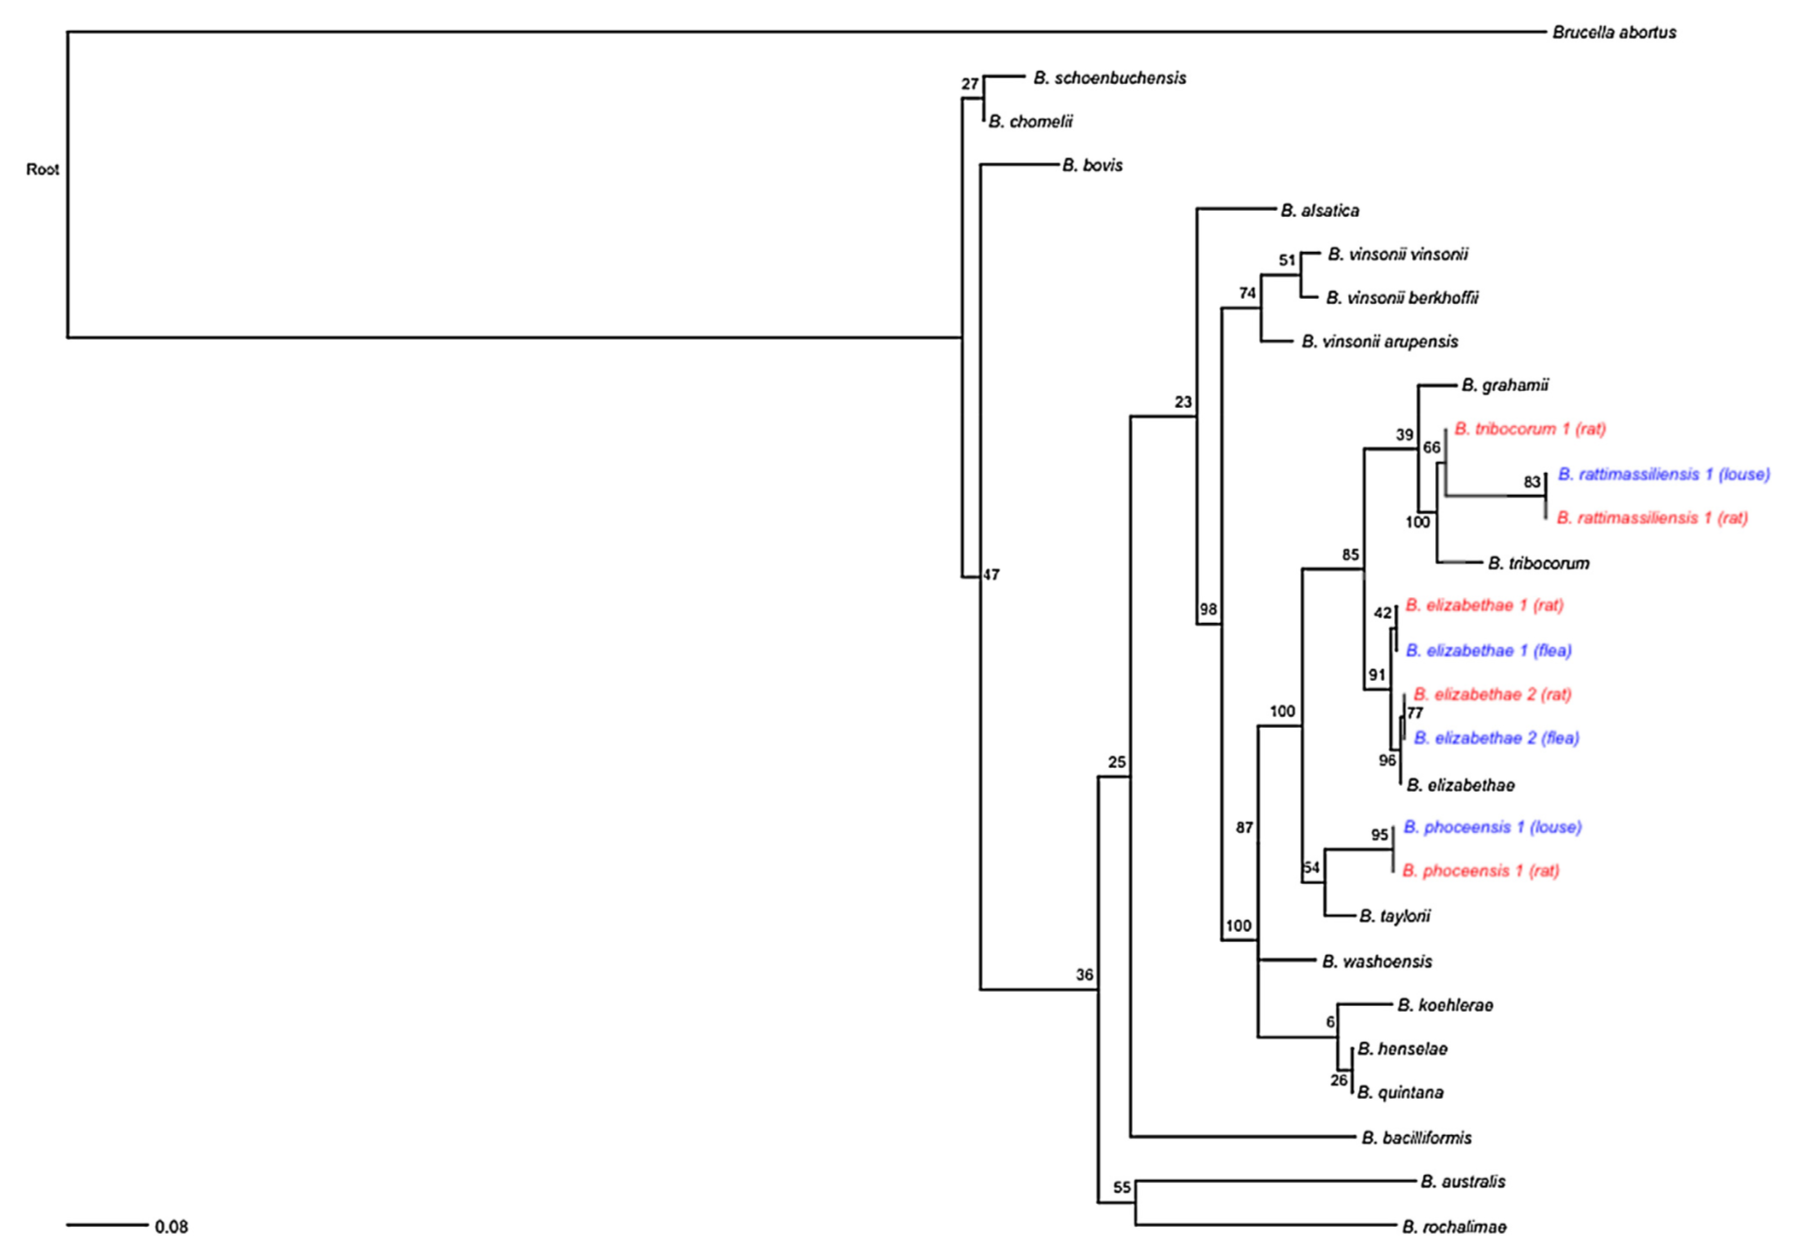 Brucella abortus
27
B. schoenbuchensis
B. chomelii
Root
B. bovis
B. alsatica
51
B. vinsonii vinsonii
74
B. vinsonii berkhoffii
B. vinsonii arupensis
B. grahamii
23
39
66
B. tribocorum 1 (rat)
83
B. rattimassiliensis 1 (louse)
100
B. rattimassiliensis 1 (rat)
85
B. tribocorum
47
98
42
B. elizabethae 1 (rat)
B. elizabethae 1 (flea)
91
B. elizabethae 2 (rat)
100
77
B. elizabethae 2 (flea)
25
96
B. elizabethae
87
95
B. phoceensis 1 (louse)
54
B. phoceensis 1 (rat)
100
B. taylorii
36
B. washoensis
6
B. koehlerae
B. henselae
26
B. quintana
B. bacilliformis
55
B. australis
0.08
B. rochalimae